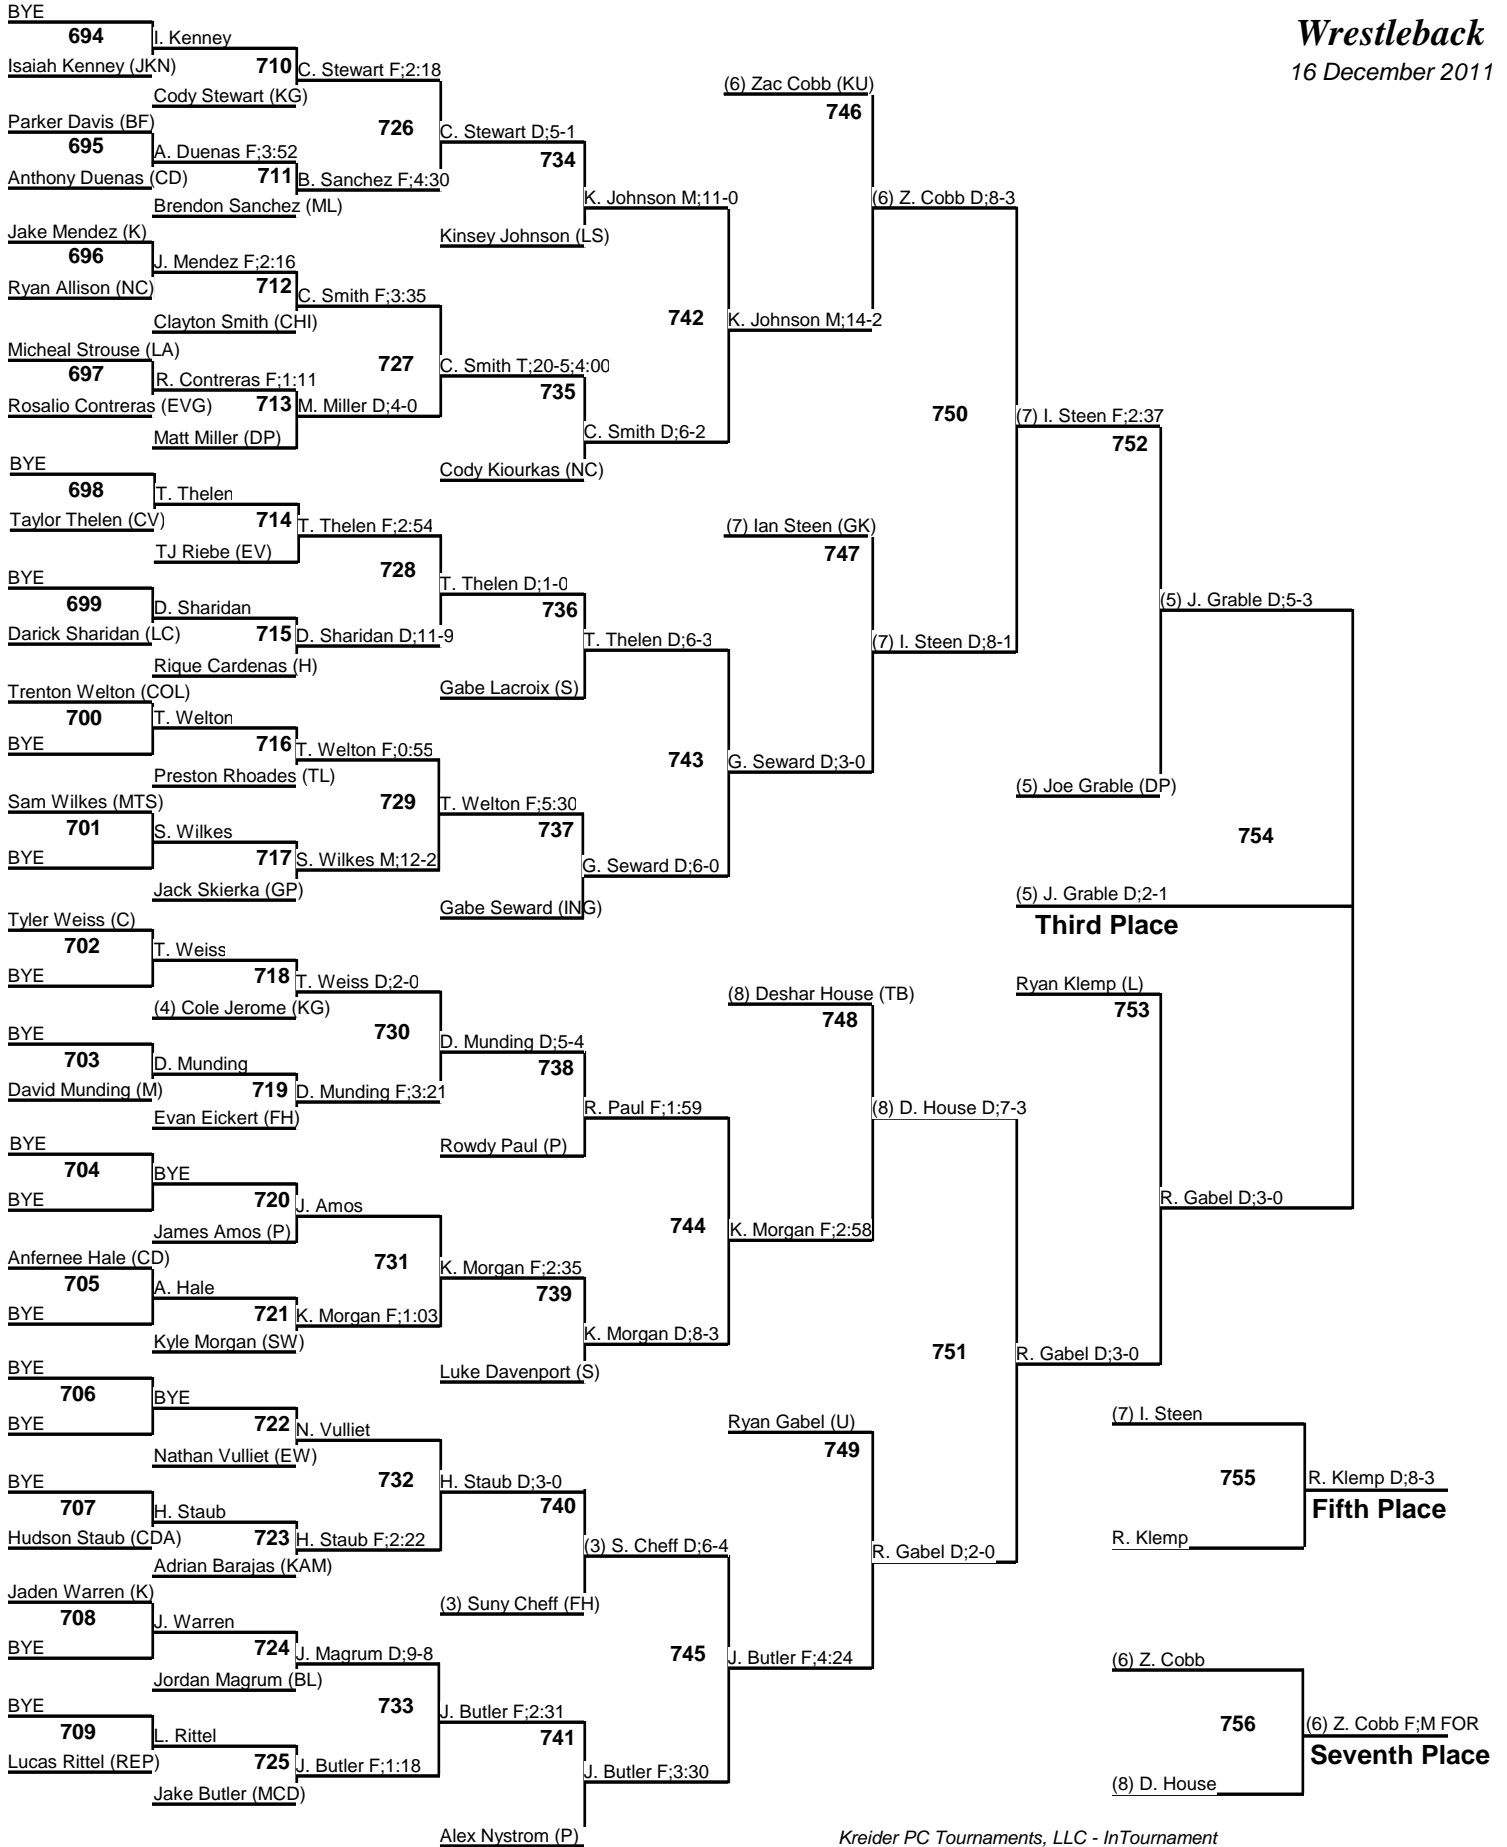 Wrestleback
16 December 2011
BYE
694
Isaiah Kenney (JKN)
I. Kenney
710
Cody Stewart (KG)
C. Stewart F;2:18
Parker Davis (BF)
695
Anthony Duenas (CD)
A. Duenas F;3:52
711
Brendon Sanchez (ML)
B. Sanchez F;4:30
726
C. Stewart D;5-1
734
Kinsey Johnson (LS)
K. Johnson M;11-0
Jake Mendez (K)
696
Ryan Allison (NC)
J. Mendez F;2:16
712
Clayton Smith (CHI)
C. Smith F;3:35
Micheal Strouse (LA)
697
Rosalio Contreras (EVG)
R. Contreras F;1:11
713
Matt Miller (DP)
M. Miller D;4-0
727
C. Smith T;20-5;4:00
735
Cody Kiourkas (NC)
C. Smith D;6-2
742
K. Johnson M;14-2
(6) Zac Cobb (KU)
746
(6) Z. Cobb D;8-3
BYE
698
Taylor Thelen (CV)
T. Thelen
714
TJ Riebe (EV)
T. Thelen F;2:54
BYE
699
Darick Sharidan (LC)
D. Sharidan
715
Rique Cardenas (H)
D. Sharidan D;11-9
728
T. Thelen D;1-0
736
Gabe Lacroix (S)
T. Thelen D;6-3
Trenton Welton (COL)
700
BYE
T. Welton
716
Preston Rhoades (TL)
T. Welton F;0:55
Sam Wilkes (MTS)
701
BYE
S. Wilkes
717
Jack Skierka (GP)
S. Wilkes M;12-2
729
T. Welton F;5:30
737
Gabe Seward (ING)
G. Seward D;6-0
743
G. Seward D;3-0
(7) Ian Steen (GK)
747
(7) I. Steen D;8-1
750
(7) I. Steen F;2:37
752
(5) Joe Grable (DP)
(5) J. Grable D;5-3
754
(5) J. Grable D;2-1
Third Place
Tyler Weiss (C)
702
BYE
T. Weiss
718
(4) Cole Jerome (KG)
T. Weiss D;2-0
BYE
703
David Munding (M)
D. Munding
719
Evan Eickert (FH)
D. Munding F;3:21
730
D. Munding D;5-4
738
Rowdy Paul (P)
R. Paul F;1:59
BYE
704
BYE
BYE
720
James Amos (P)
J. Amos
Anfernee Hale (CD)
705
BYE
A. Hale
721
Kyle Morgan (SW)
K. Morgan F;1:03
731
K. Morgan F;2:35
739
Luke Davenport (S)
K. Morgan D;8-3
744
K. Morgan F;2:58
(8) Deshar House (TB)
748
(8) D. House D;7-3
BYE
706
BYE
BYE
722
Nathan Vulliet (EW)
N. Vulliet
BYE
707
Hudson Staub (CDA)
H. Staub
723
Adrian Barajas (KAM)
H. Staub F;2:22
732
H. Staub D;3-0
740
(3) Suny Cheff (FH)
(3) S. Cheff D;6-4
Jaden Warren (K)
708
BYE
J. Warren
724
Jordan Magrum (BL)
J. Magrum D;9-8
BYE
709
Lucas Rittel (REP)
L. Rittel
725
Jake Butler (MCD)
J. Butler F;1:18
733
J. Butler F;2:31
741
Alex Nystrom (P)
J. Butler F;3:30
745
J. Butler F;4:24
Ryan Gabel (U)
749
R. Gabel D;2-0
751
R. Gabel D;3-0
Ryan Klemp (L)
753
R. Gabel D;3-0
(7) I. Steen
755
R. Klemp
R. Klemp D;8-3
Fifth Place
(6) Z. Cobb
756
(8) D. House
(6) Z. Cobb F;M FOR
Seventh Place
Kreider PC Tournaments, LLC - InTournament